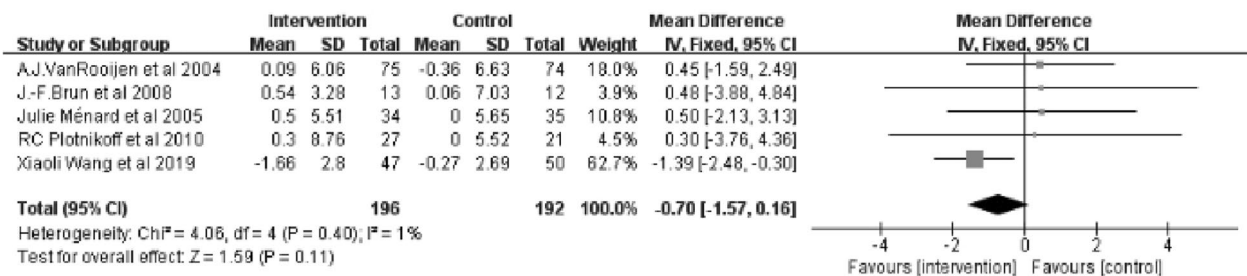 Intervention Control Mean Difference Mean Difference
Study or Subgroup Mean SD Total Mean SD Total Weight IV, Fixed, 95% CI IV, Fixed, 95% CI
A.J.VanRooijen et al 2004 0.09 6.06 75 -0.36 6.63 74 18.0% 0.45 [-1.59, 2.49]
J.-F.Brun et al 2008 0.54 3.28 13 0.06 7.03 12 3.9% 0.48 [-3.88, 4.84]
Julie Ménard et al 2005 0.5 5.51 34 0 5.65 35 10.8% 0.50 [-2.13, 3.13]
RC Plotnikoff et al 2010 0.3 8.76 27 0 5.52 21 4.5% 0.30 [-3.76, 4.36]
Xiaoli Wang et al 2019 -1.66 2.8 47 -0.27 2.69 50 62.7% -1.39 [-2.48, -0.30]
Total (95% CI) 196 192 100.0% -0.70 [-1.57, 0.16]
Heterogeneity: Chi² = 4.06, df = 4 (P = 0.40); I² = 1%
Test for overall effect: Z = 1.59 (P = 0.11)
-4 -2 0 2 4
Favours [intervention] Favours [control]